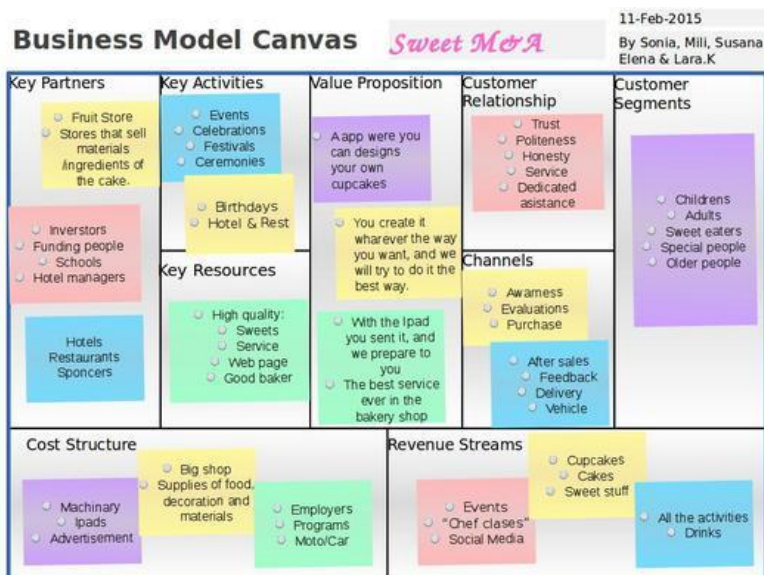 Business Model Canvas
Sweet M&A
11-Feb-2015
By Sonia, Mili, Susana
Elena & Lara.K
Key Partners
Fruit Store
Stores that sell
materials
/ingredients of
the cake.
Inverstors
Funding people
Schools
Hotel managers
Hotels
Restaurants
Sponcers
Key Activities
Events
Celebrations
Festivals
Ceremonies
Birthdays
Hotel & Rest
Key Resources
High quality:
Sweets
Service
Web page
Good baker
Value Proposition
A app were you
can designs
your own
cupcakes
You create it
wharever the way
you want, and we
will try to do it the
best way.
With the Ipad
you sent it, and
we prepare to
you
The best service
ever in the
bakery shop
Customer
Relationship
Trust
Politeness
Honesty
Service
Dedicated
asistance
Channels
Awarness
Evaluations
Purchase
After sales
Feedback
Delivery
Vehicle
Customer
Segments
Childrens
Adults
Sweet eaters
Special people
Older people
Cost Structure
Machinary
Ipads
Advertisement
Big shop
Supplies of food,
decoration and
materials
Employers
Programs
Moto/Car
Revenue Streams
Events
"Chef clases"
Social Media
Cupcakes
Cakes
Sweet stuff
All the activities
Drinks